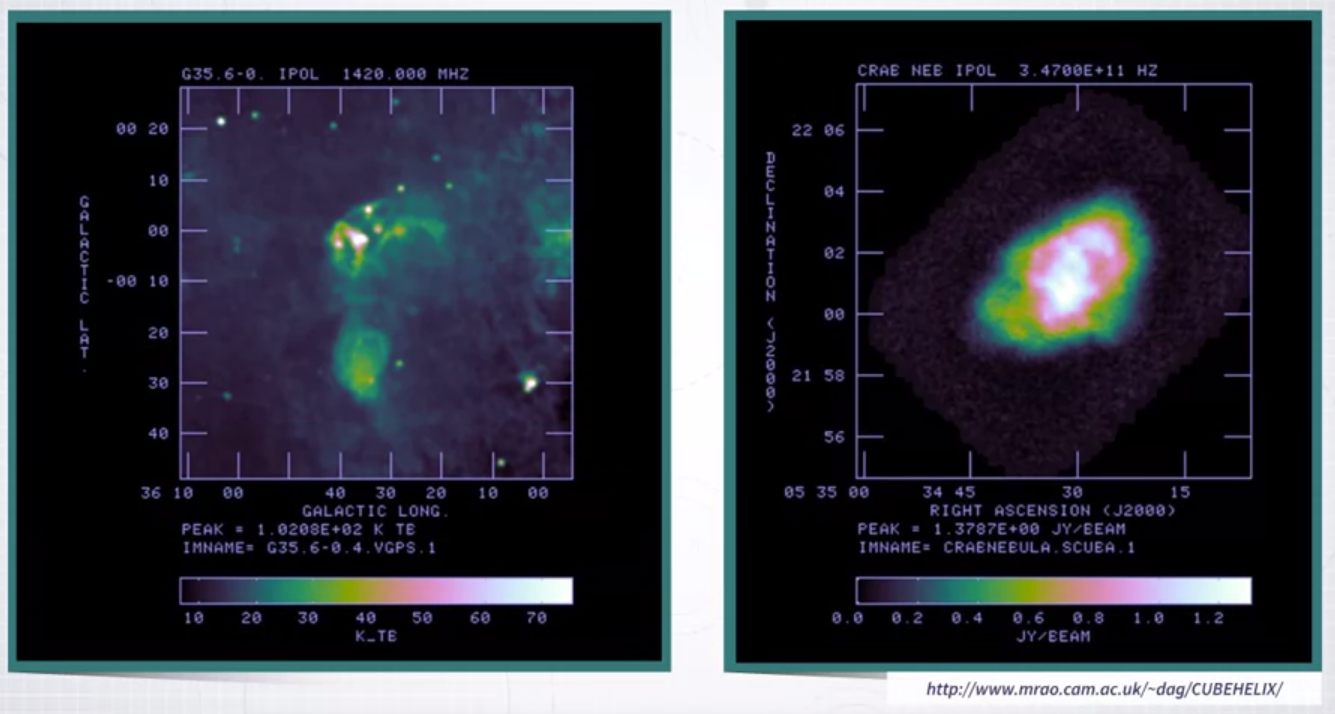 G35.6-0. IPOL 1420.000 MHZ
00 20
10
00
-00 10
20
30
40
GALACTIC LAT.
36 10 00 40 30 20 10 00
GALACTIC LONG.
PEAK = 1.0208E+02 K TB
IMNAME= G35.6-0.4.VGPS.1
10 20 30 40 50 60 70
K_TB
CRAB NEB IPOL 3.4700E+11 HZ
22 06
04
02
00
21 58
56
DECLINATION (J2000)
05 35 00 34 45 30 15
RIGHT ASCENSION (J2000)
PEAK = 1.3787E+00 JY/BEAM
IMNAME= CRABNEBULA.SCUBA.1
0.0 0.2 0.4 0.6 0.8 1.0 1.2
JY/BEAM
http://www.mrao.cam.ac.uk/~dag/CUBEHELIX/